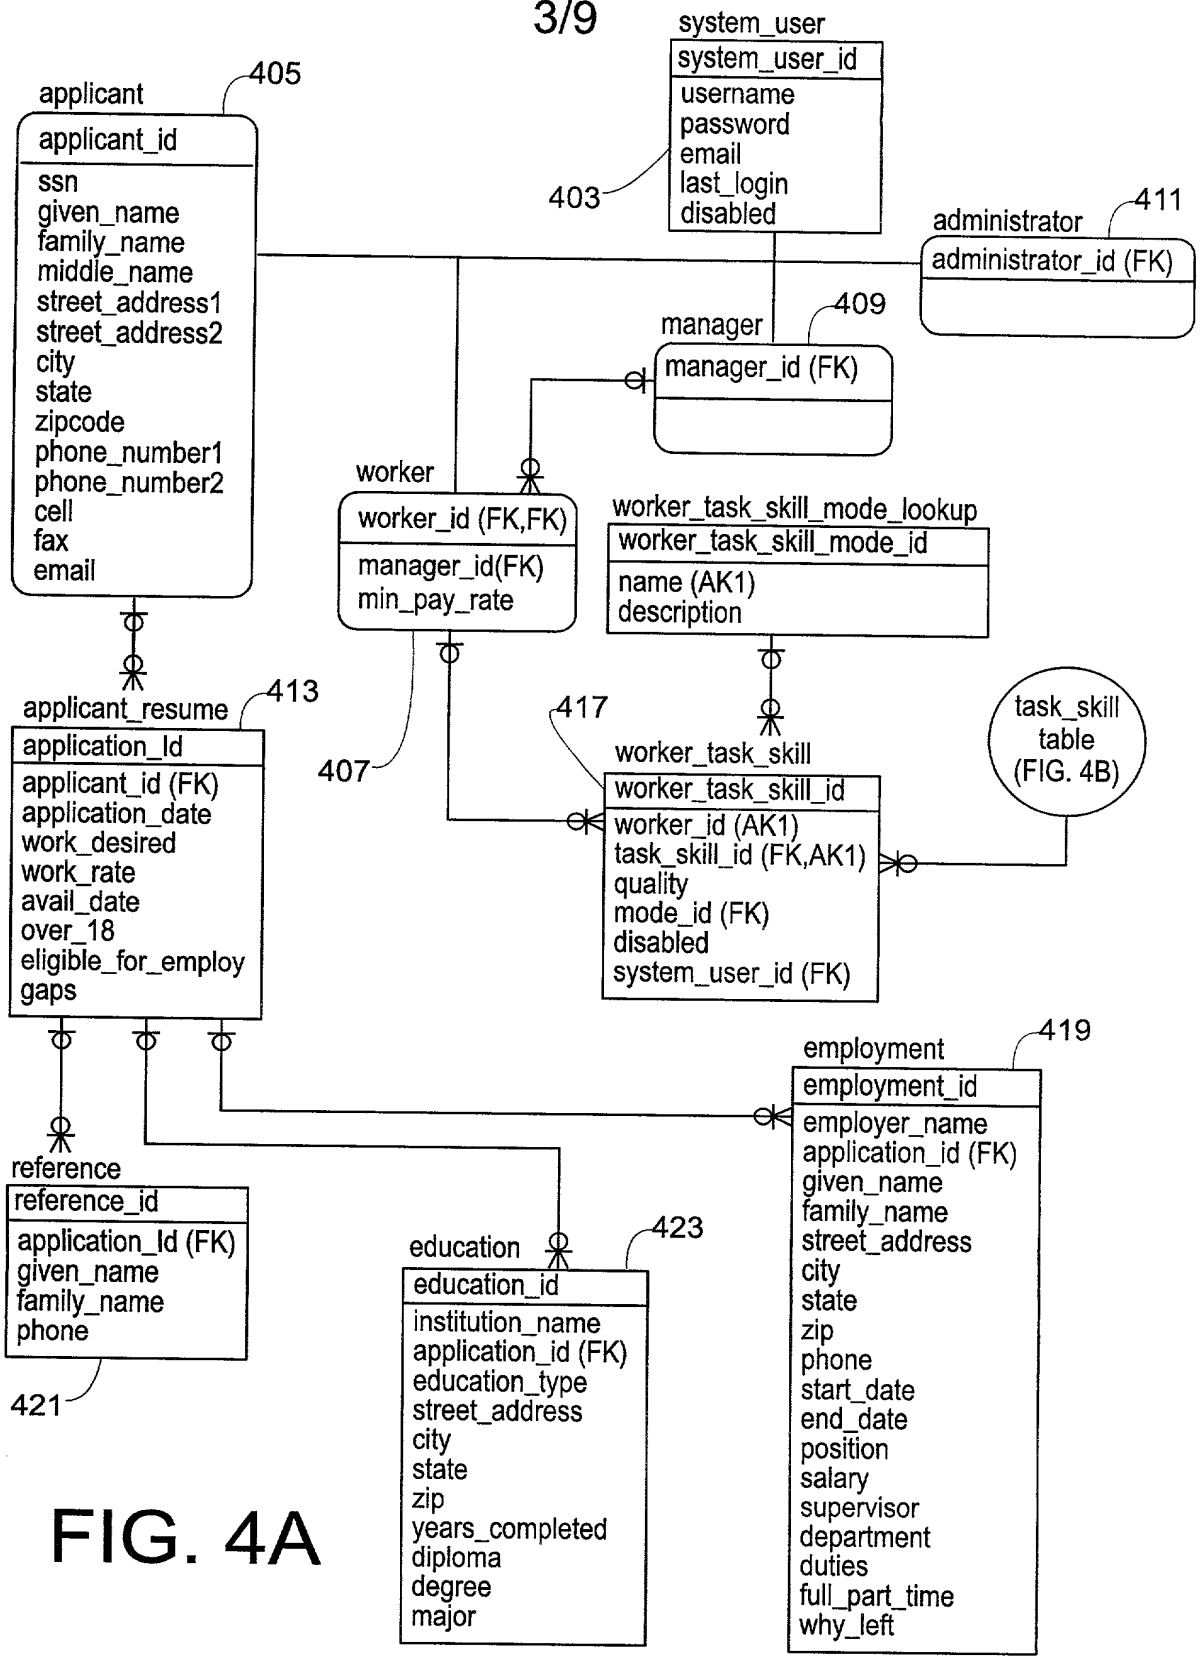 3/9
system_user
system_user_id
username
password
email
last_login
disabled
403
applicant
405
applicant_id
ssn
given_name
family_name
middle_name
street_address1
street_address2
city
state
zipcode
phone_number1
phone_number2
cell
fax
email
administrator
411
administrator_id (FK)
manager
409
manager_id (FK)
worker
worker_id (FK,FK)
manager_id(FK)
min_pay_rate
407
worker_task_skill_mode_lookup
worker_task_skill_mode_id
name (AK1)
description
task_skill
table
(FIG. 4B)
417
worker_task_skill
worker_task_skill_id
worker_id (AK1)
task_skill_id (FK,AK1)
quality
mode_id (FK)
disabled
system_user_id (FK)
413
applicant_resume
application_Id
applicant_id (FK)
application_date
work_desired
work_rate
avail_date
over_18
eligible_for_employ
gaps
reference
reference_id
application_Id (FK)
given_name
family_name
phone
421
education
423
education_id
institution_name
application_id (FK)
education_type
street_address
city
state
zip
years_completed
diploma
degree
major
employment
419
employment_id
employer_name
application_id (FK)
given_name
family_name
street_address
city
state
zip
phone
start_date
end_date
position
salary
supervisor
department
duties
full_part_time
why_left
FIG. 4A